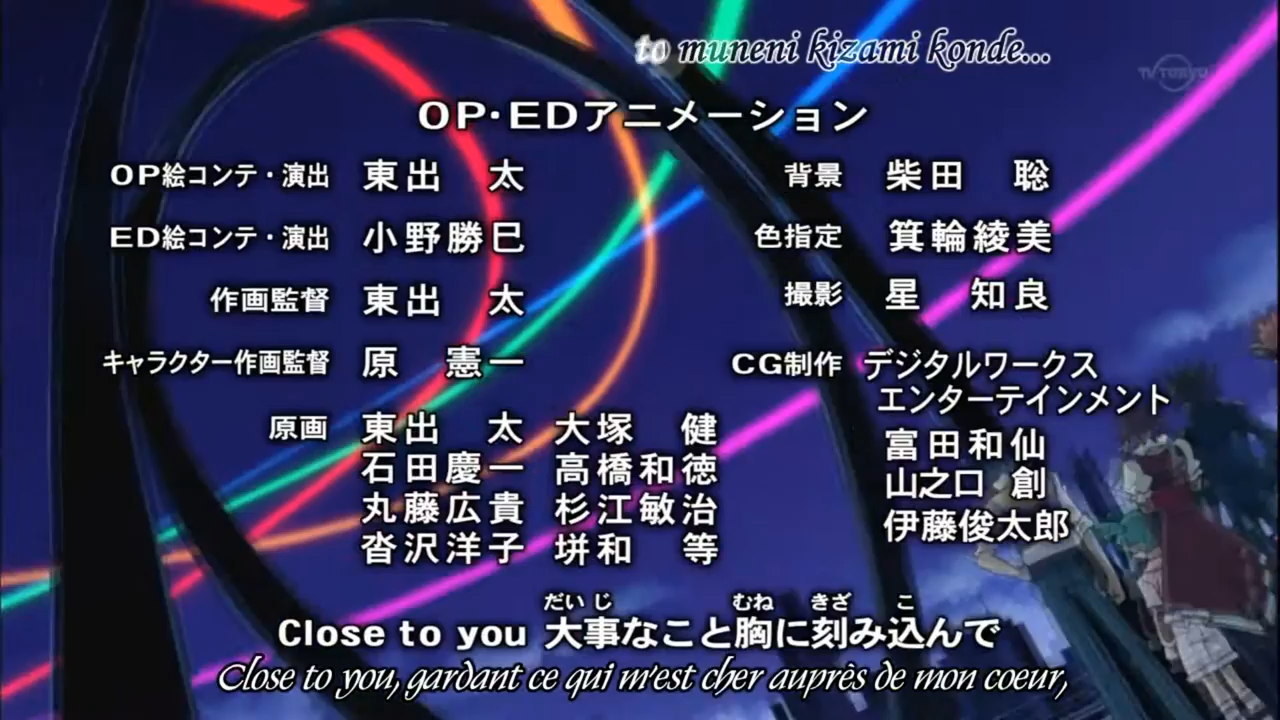 to muneni kizami konde...
TV TOKYO
OP・EDアニメーション
OP絵コンテ・演出 東出 太
ED絵コンテ・演出 小野勝巳
作画監督 東出 太
キャラクター作画監督 原 憲一
原画 東出 太 大塚 健
石田慶一 高橋和徳
丸藤広貴 杉江敏治
沓沢洋子 垪和 等
背景 柴田 聡
色指定 箕輪綾美
撮影 星 知良
CG制作 デジタルワークス
エンターテインメント
富田和仙
山之口 創
伊藤俊太郎
だいじ むね きざ こ
Close to you 大事なこと胸に刻み込んで
Close to you, gardant ce qui m'est cher auprès de mon coeur,